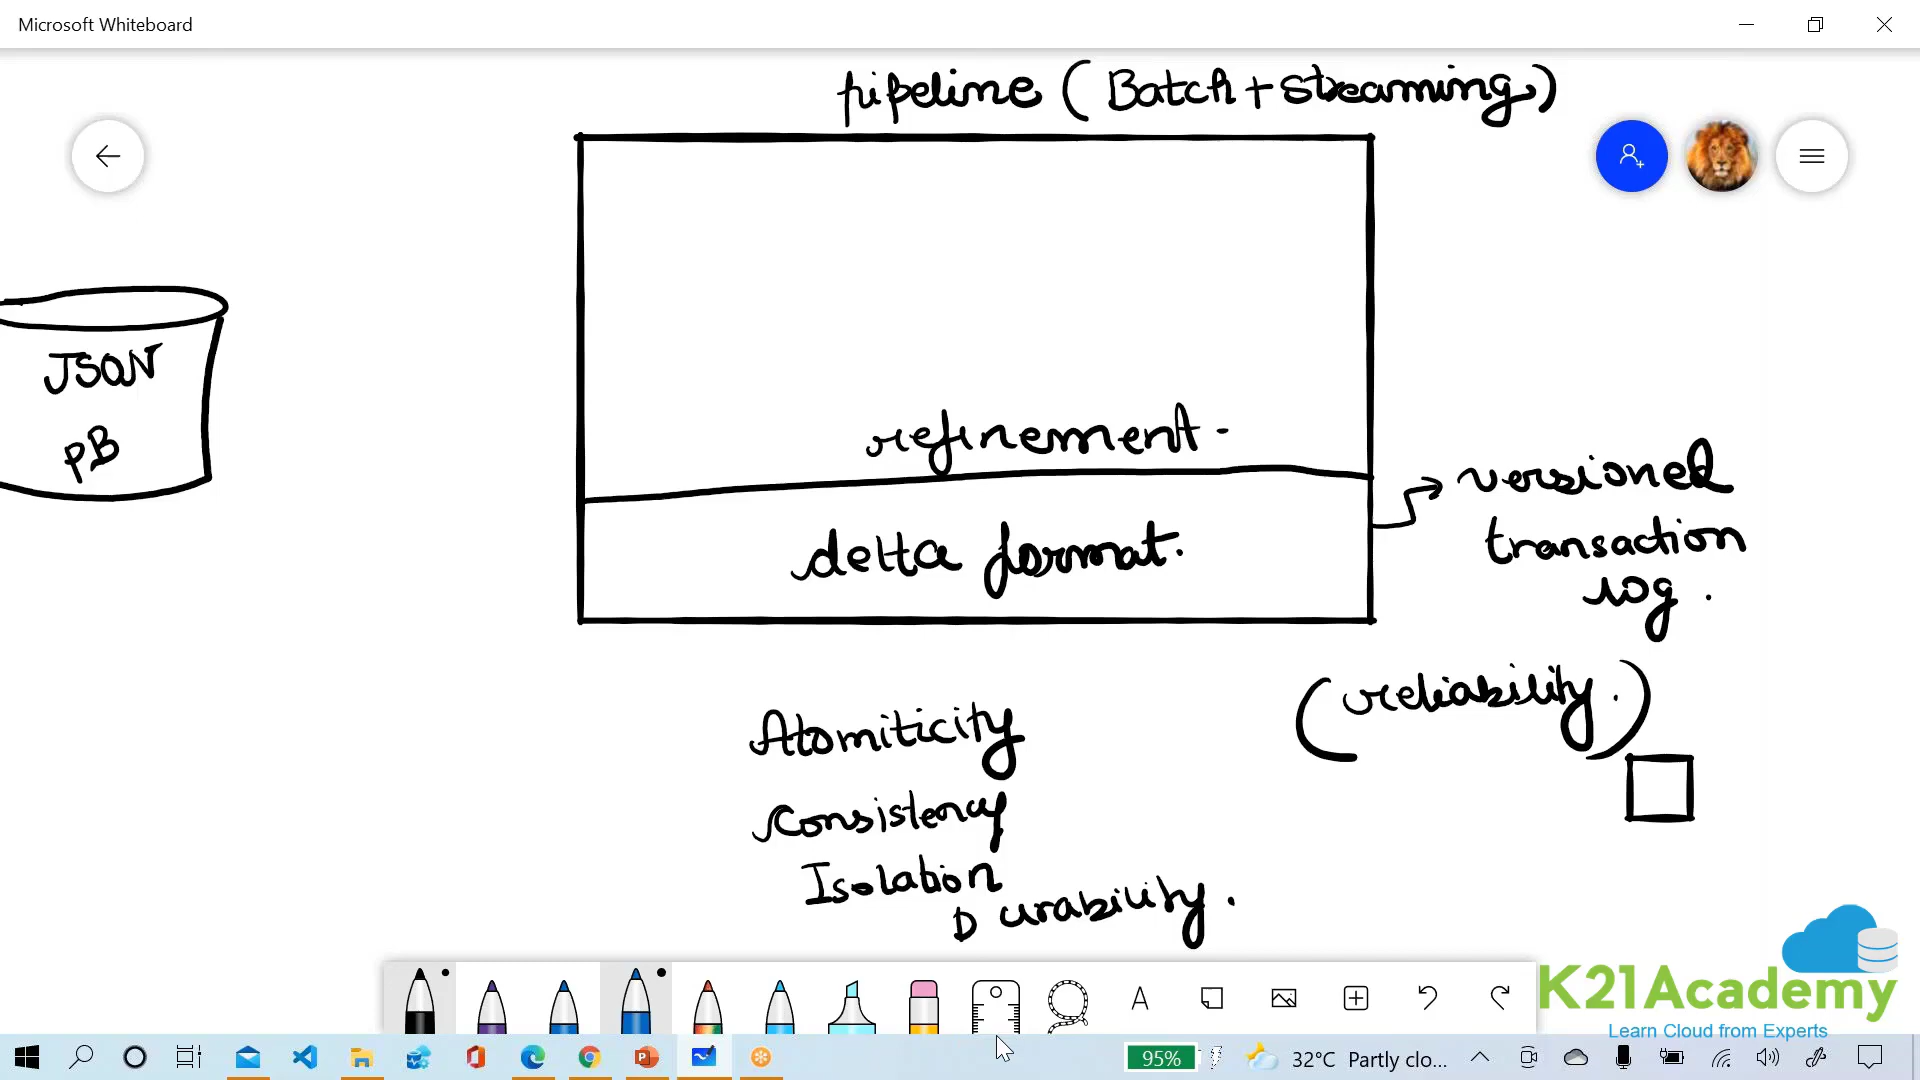 Microsoft Whiteboard
pipeline (Batch + Streaming)
JSON
PB
refinement.
delta format.
versioned
transaction
log.
(reliability.)
Atomiticity
Consistency
Isolation
Durability.
A
K21Academy
Learn Cloud from Experts
95%
32°C Partly clo...